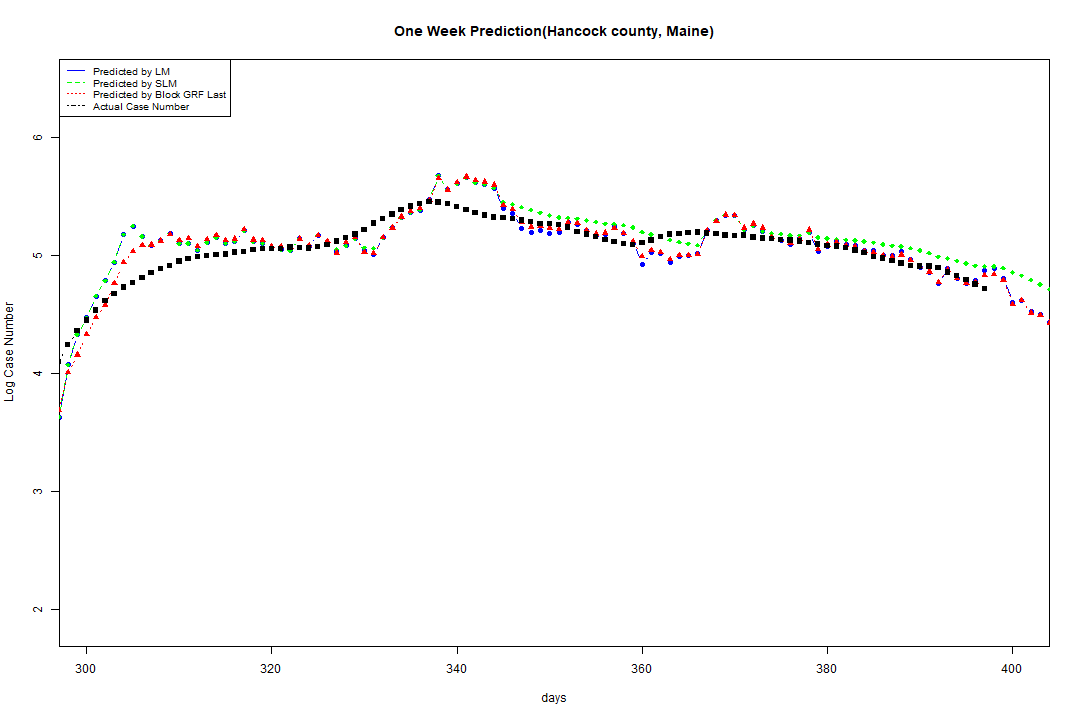 One Week Prediction(Hancock county, Maine)
Predicted by LM
Predicted by SLM
Predicted by Block GRF Last
Actual Case Number
6
5
4
3
2
Log Case Number
300 320 340 360 380 400
days